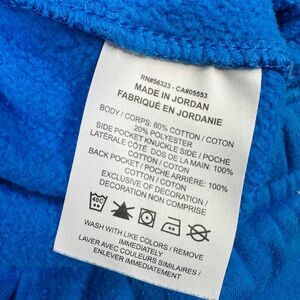 RN#56323 - CA#05553
MADE IN JORDAN
FABRIQUÉ EN JORDANIE
BODY / CORPS: 80% COTTON / COTON
20% POLYESTER
SIDE POCKET KNUCKLE SIDE / POCHE
LATÉRALE CÔTÉ DOS DE LA MAIN: 100%
COTTON / COTON
BACK POCKET / POCHE ARRIÈRE: 100%
COTTON / COTON
EXCLUSIVE OF DECORATION /
DECORATION NON COMPRISE
WASH WITH LIKE COLORS / REMOVE
IMMEDIATELY
LAVER AVEC COULEURS SIMILAIRES /
ENLEVER IMMEDIATEMENT